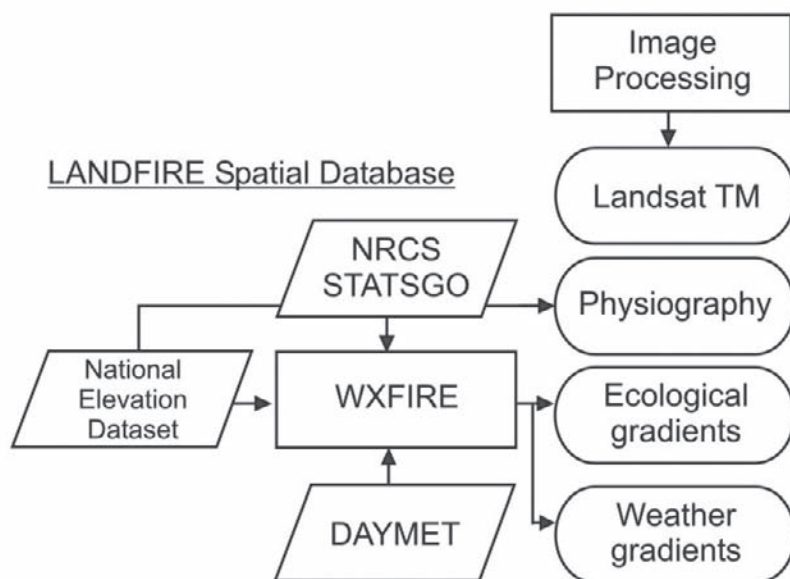 Image
Processing
LANDFIRE Spatial Database
Landsat TM
NRCS
STATSGO
Physiography
National
Elevation
Dataset
WXFIRE
Ecological
gradients
DAYMET
Weather
gradients